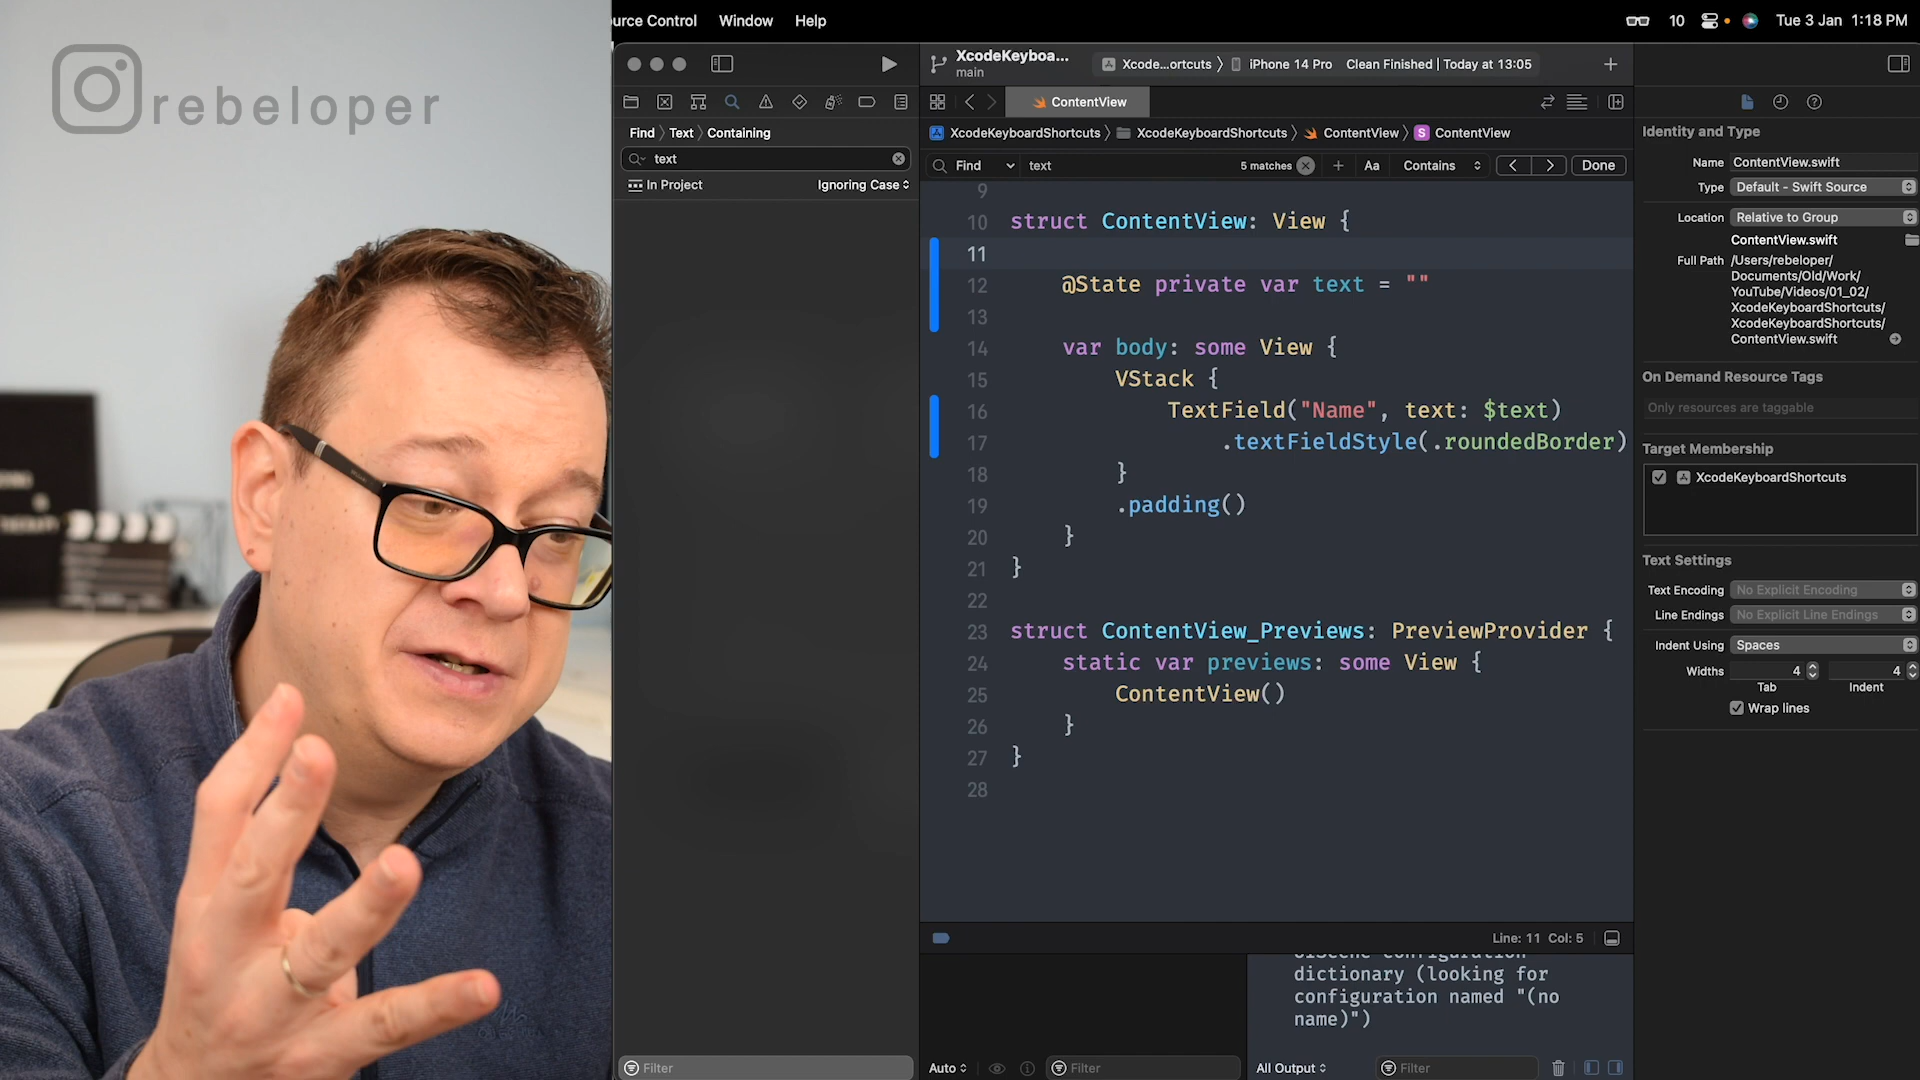 rebeloper
urce Control Window Help
10 Tue 3 Jan 1:18 PM
XcodeKeyboa...
main
Xcode...ortcuts 〉 iPhone 14 Pro Clean Finished | Today at 13:05
ContentView
Find 〉 Text 〉 Containing
text
In Project Ignoring Case
XcodeKeyboardShortcuts 〉 XcodeKeyboardShortcuts 〉 ContentView 〉 S ContentView
Find text 5 matches Aa Contains Done
9
10 struct ContentView: View {
11
12 @State private var text = ""
13
14 var body: some View {
15 VStack {
16 TextField("Name", text: $text)
17 .textFieldStyle(.roundedBorder)
18 }
19 .padding()
20 }
21 }
22
23 struct ContentView_Previews: PreviewProvider {
24 static var previews: some View {
25 ContentView()
26 }
27 }
28
Line: 11 Col: 5
dictionary (looking for
configuration named "(no
name)")
Filter
Auto Filter
All Output Filter
Identity and Type
Name ContentView.swift
Type Default - Swift Source
Location Relative to Group
ContentView.swift
Full Path /Users/rebeloper/
Documents/Old/Work/
YouTube/Videos/01_02/
XcodeKeyboardShortcuts/
XcodeKeyboardShortcuts/
ContentView.swift
On Demand Resource Tags
Only resources are taggable
Target Membership
XcodeKeyboardShortcuts
Text Settings
Text Encoding No Explicit Encoding
Line Endings No Explicit Line Endings
Indent Using Spaces
Widths 4 4
Tab Indent
Wrap lines